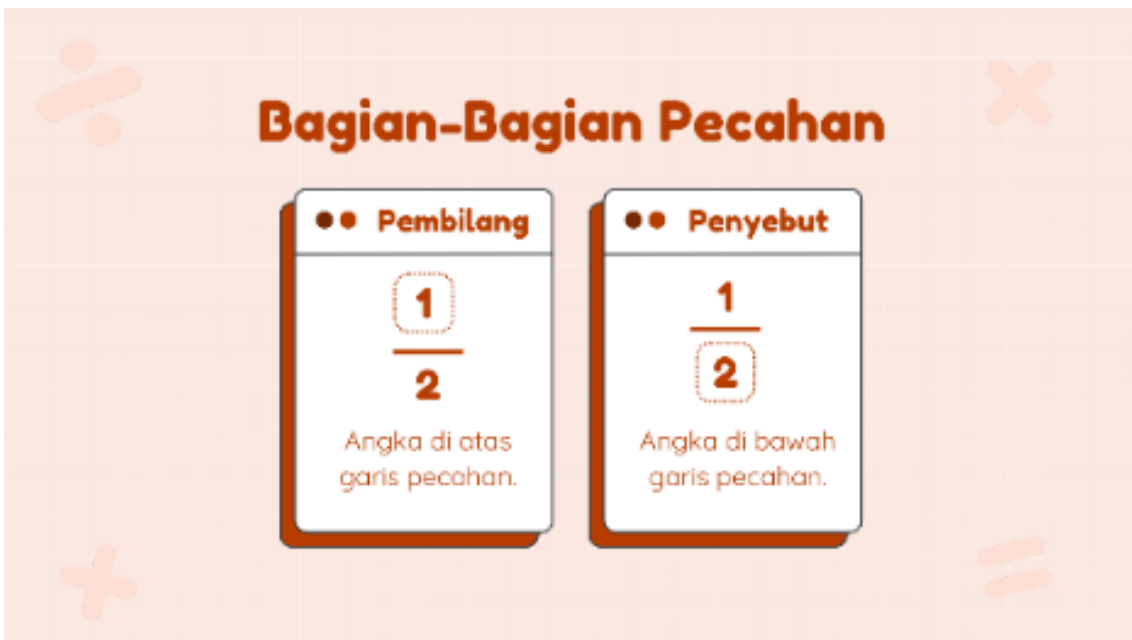 Bagian-Bagian Pecahan
Pembilang
1
2
Angka di atas
garis pecahan.
Penyebut
1
2
Angka di bawah
garis pecahan.